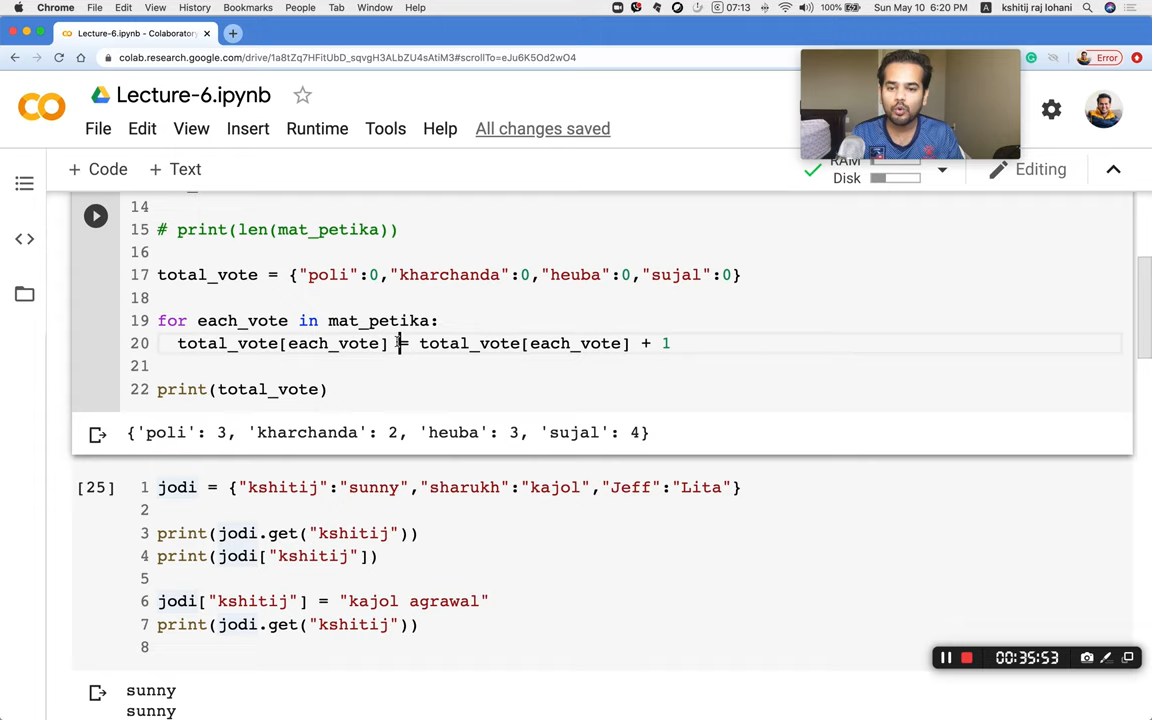 Chrome File Edit View History Bookmarks People Tab Window Help 07:13 100% Sun May 10 6:20 PM kshitij raj lohani
Lecture-6.ipynb - Colaboratory
colab.research.google.com/drive/1a8tZq7HFitUbD_sqvgH3ALbZU4sAtiM3#scrollTo=eJu6K5Od2wO4 Error
Lecture-6.ipynb
File Edit View Insert Runtime Tools Help All changes saved
+ Code + Text RAM Disk Editing
14
15 # print(len(mat_petika))
16
17 total_vote = {"poli":0,"kharchanda":0,"heuba":0,"sujal":0}
18
19 for each_vote in mat_petika:
20 total_vote[each_vote] = total_vote[each_vote] + 1
21
22 print(total_vote)
{'poli': 3, 'kharchanda': 2, 'heuba': 3, 'sujal': 4}
[25] 1 jodi = {"kshitij":"sunny","sharukh":"kajol","Jeff":"Lita"}
2
3 print(jodi.get("kshitij"))
4 print(jodi["kshitij"])
5
6 jodi["kshitij"] = "kajol agrawal"
7 print(jodi.get("kshitij"))
8
00:35:53
sunny
sunny